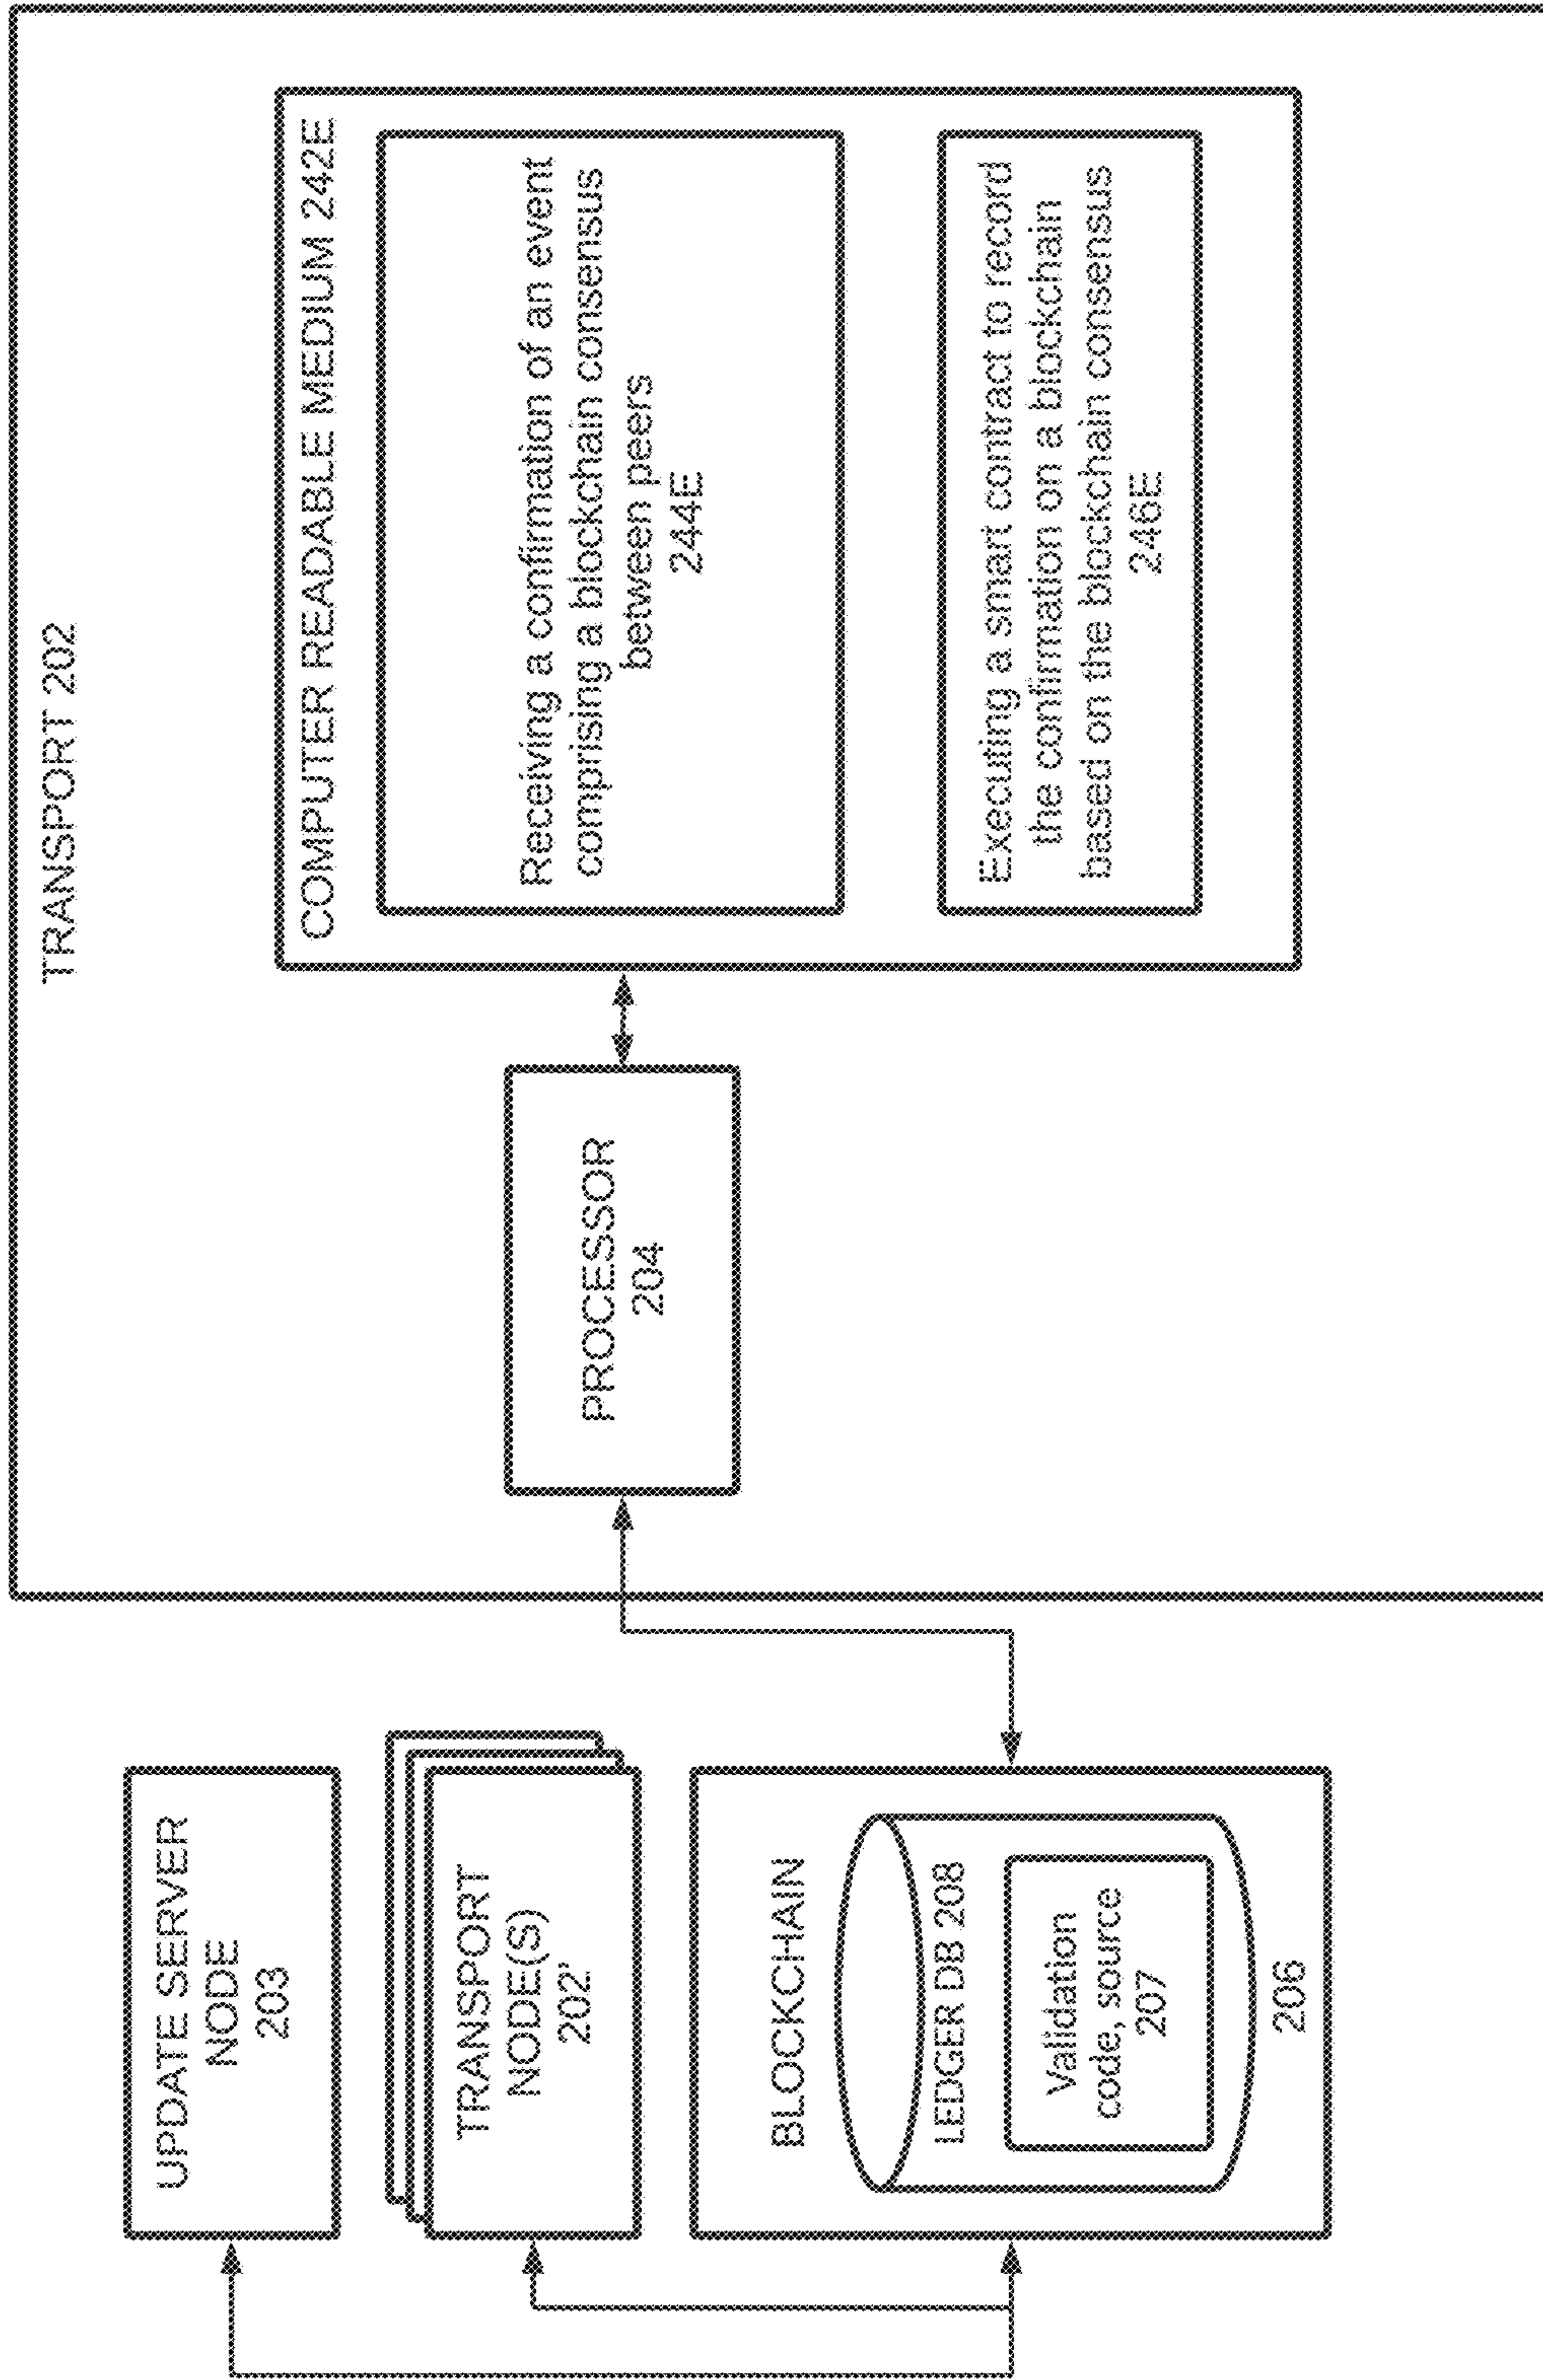 TRANSPORT 202
UPDATE SERVER
NODE
203
TRANSPORT
NODE(S)
202'
BLOCKCHAIN
LEDGER DB 208
Validation
code, source
207
206
PROCESSOR
204
COMPUTER READABLE MEDIUM 242E
Receiving a confirmation of an event
comprising a blockchain consensus
between peers
244E
Executing a smart contract to record
the confirmation on a blockchain
based on the blockchain consensus
246E